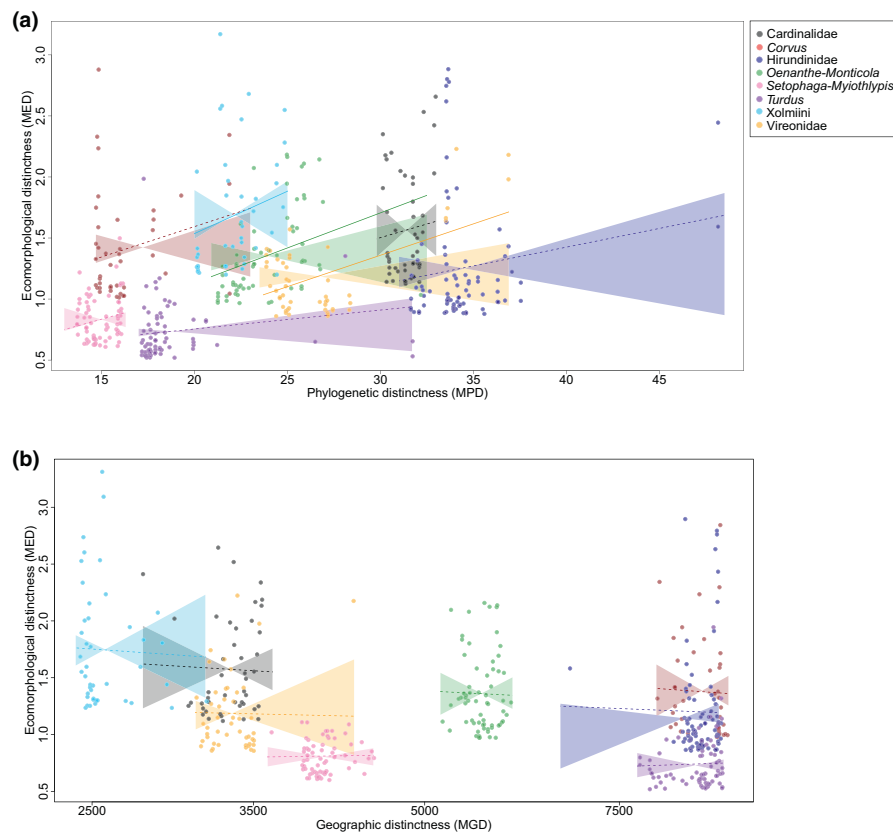 (a)
Ecomorphological distinctness (MED)
3.0
2.5
2.0
1.5
1.0
0.5
15
20
25
30
35
40
45
Phylogenetic distinctness (MPD)
Cardinalidae
Corvus
Hirundinidae
Oenanthe-Monticola
Setophaga-Myiothlypis
Turdus
Xolmiini
Vireonidae
(b)
Ecomorphological distinctness (MED)
3.0
2.5
2.0
1.5
1.0
0.5
2500
3500
5000
7500
Geographic distinctness (MGD)